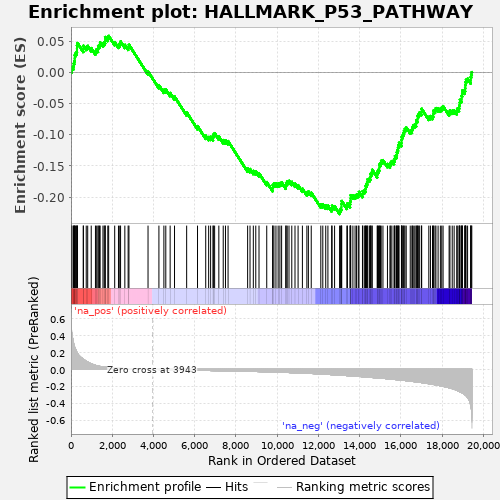 Enrichment plot: HALLMARK_P53_PATHWAY
Enrichment score (ES)
0.05
0.00
-0.05
-0.10
-0.15
-0.20
'na_pos' (positively correlated)
Ranked list metric (PreRanked)
0.6
0.4
0.2
0.0
-0.2
-0.4
-0.6
Zero cross at 3943
'na_neg' (negatively correlated)
0 2,000 4,000 6,000 8,000 10,000 12,000 14,000 16,000 18,000 20,000
Rank in Ordered Dataset
Enrichment profile Hits Ranking metric scores